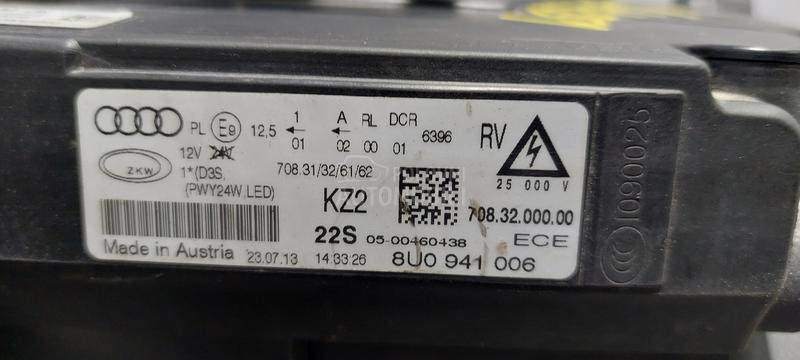 PL E9 12,5 1 A RL DCR
01 02 00 01 6396 RV
12V 24V
ZKW 1*(D3S, 708.31/32/61/62
(PWY24W,LED)
25 000 V
KZ2 708.32.000.00
22S 05-00460438 ECE
Made in Austria 23.07.13 14:33:26 8U0 941 006
CCC 1090025